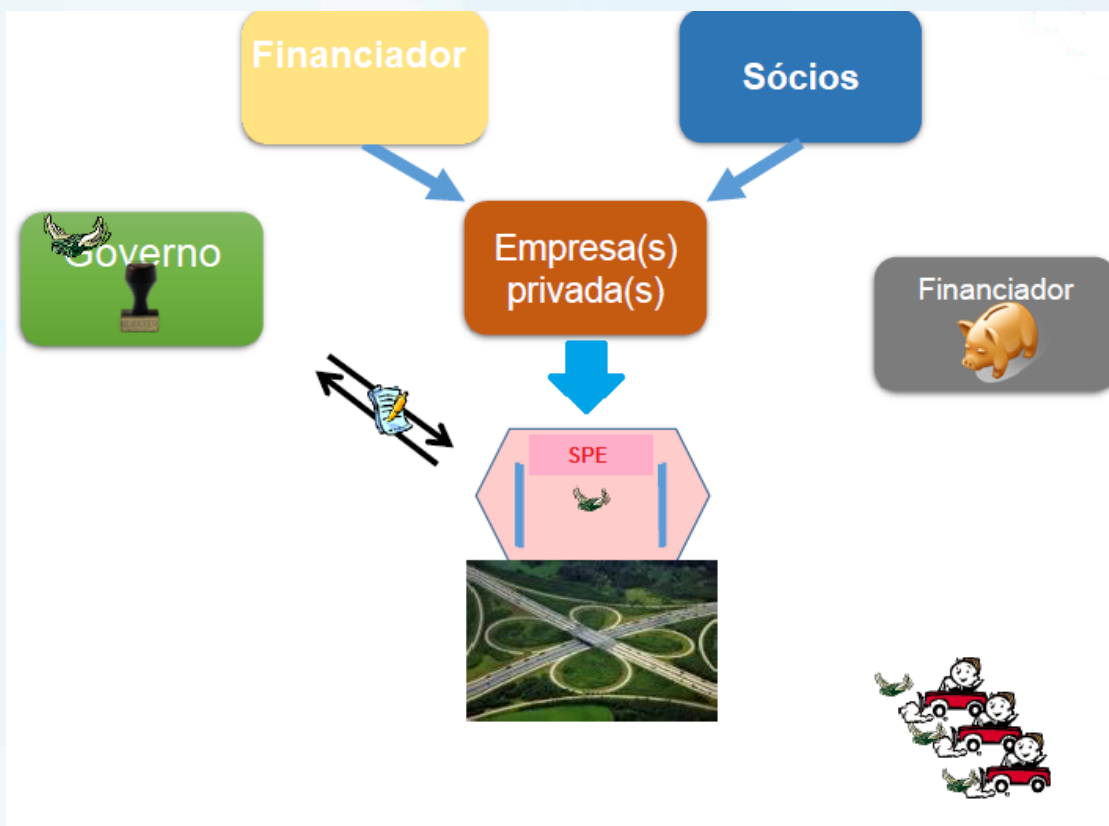 Financiador
Sócios
Governo
Empresa(s)
privada(s)
Financiador
SPE